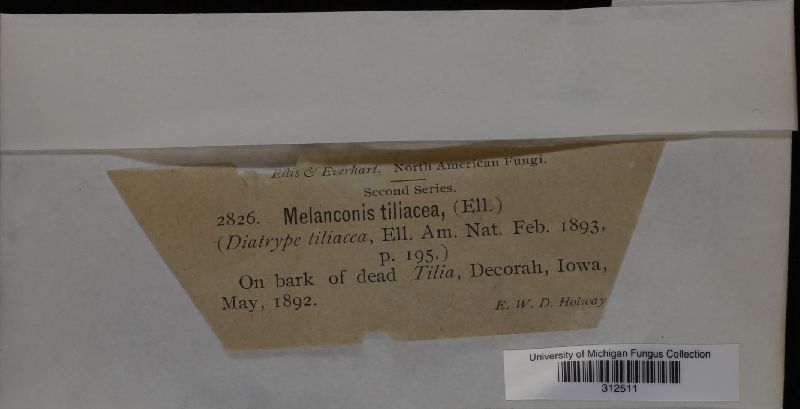 Ellis & Everhart. North American Fungi.
Second Series.
2826. Melanconis tiliacea, (Ell.)
(Diatrype tiliacea, Ell. Am. Nat. Feb. 1893,
p. 195.)
On bark of dead Tilia, Decorah, Iowa,
May, 1892.
E. W. D. Holway
University of Michigan Fungus Collection
312511